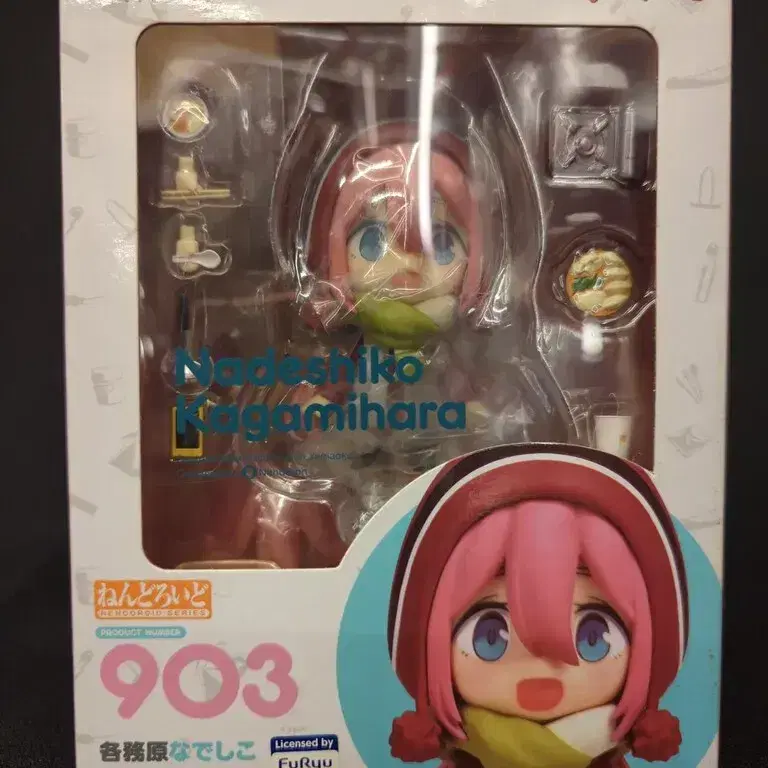 Nadeshiko
Kagamihara
ねんどろいど
NENDOROID SERIES
PRODUCT NUMBER
903
各務原なでしこ
Licensed by
FuRyu